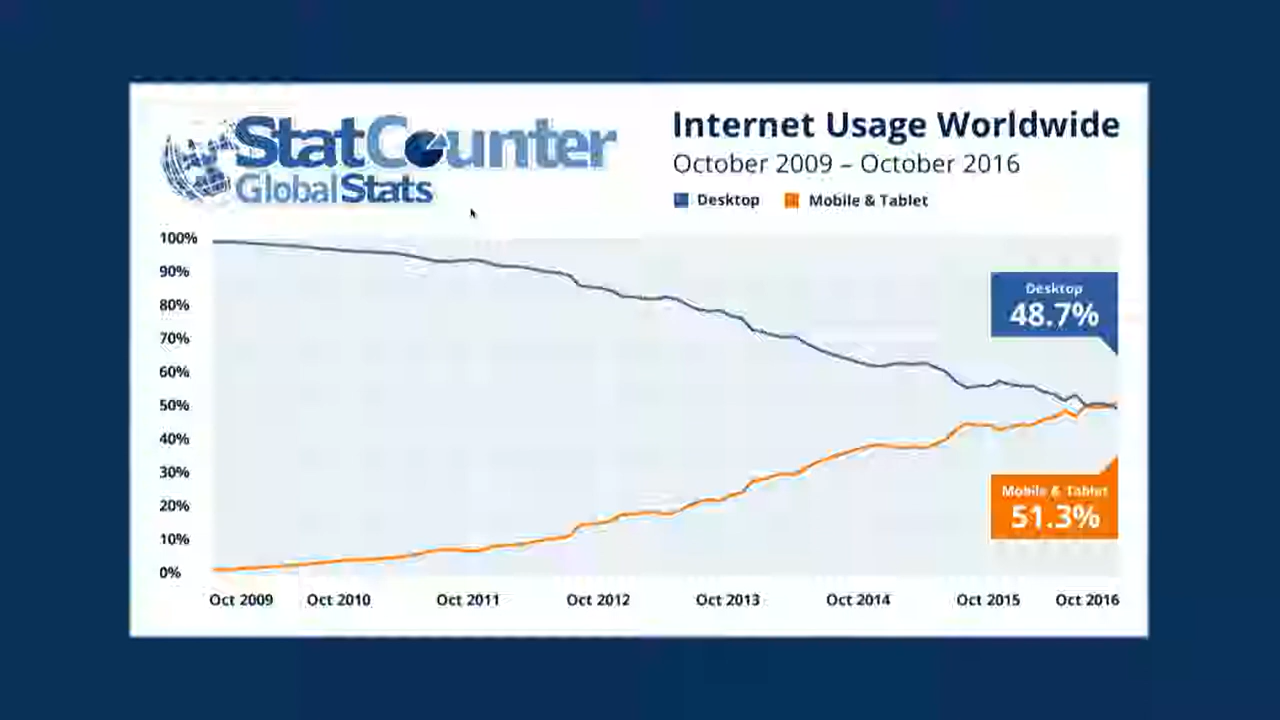 StatCounter
GlobalStats
Internet Usage Worldwide
October 2009 – October 2016
Desktop
Mobile & Tablet
100%
90%
80%
70%
60%
50%
40%
30%
20%
10%
0%
Desktop
48.7%
Mobile & Tablet
51.3%
Oct 2009 Oct 2010 Oct 2011 Oct 2012 Oct 2013 Oct 2014 Oct 2015 Oct 2016